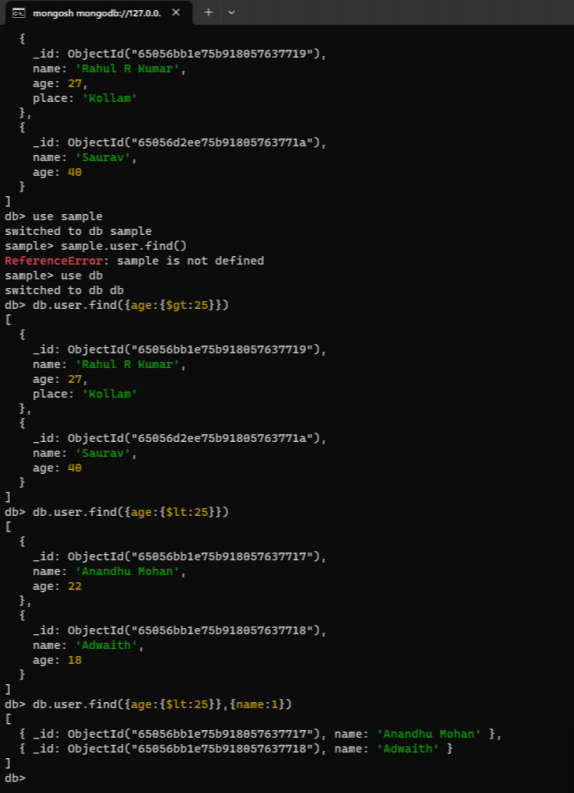 mongosh mongodb://127.0.0.
{
_id: ObjectId("65056bb1e75b918057637719"),
name: 'Rahul R Kumar',
age: 27,
place: 'Kollam'
},
{
_id: ObjectId("65056d2ee75b91805763771a"),
name: 'Saurav',
age: 40
}
]
db> use sample
switched to db sample
sample> sample.user.find()
ReferenceError: sample is not defined
sample> use db
switched to db db
db> db.user.find({age:{$gt:25}})
[
{
_id: ObjectId("65056bb1e75b918057637719"),
name: 'Rahul R Kumar',
age: 27,
place: 'Kollam'
},
{
_id: ObjectId("65056d2ee75b91805763771a"),
name: 'Saurav',
age: 40
}
]
db> db.user.find({age:{$lt:25}})
[
{
_id: ObjectId("65056bb1e75b918057637717"),
name: 'Anandhu Mohan',
age: 22
},
{
_id: ObjectId("65056bb1e75b918057637718"),
name: 'Adwaith',
age: 18
}
]
db> db.user.find({age:{$lt:25}},{name:1})
[
{ _id: ObjectId("65056bb1e75b918057637717"), name: 'Anandhu Mohan' },
{ _id: ObjectId("65056bb1e75b918057637718"), name: 'Adwaith' }
]
db>